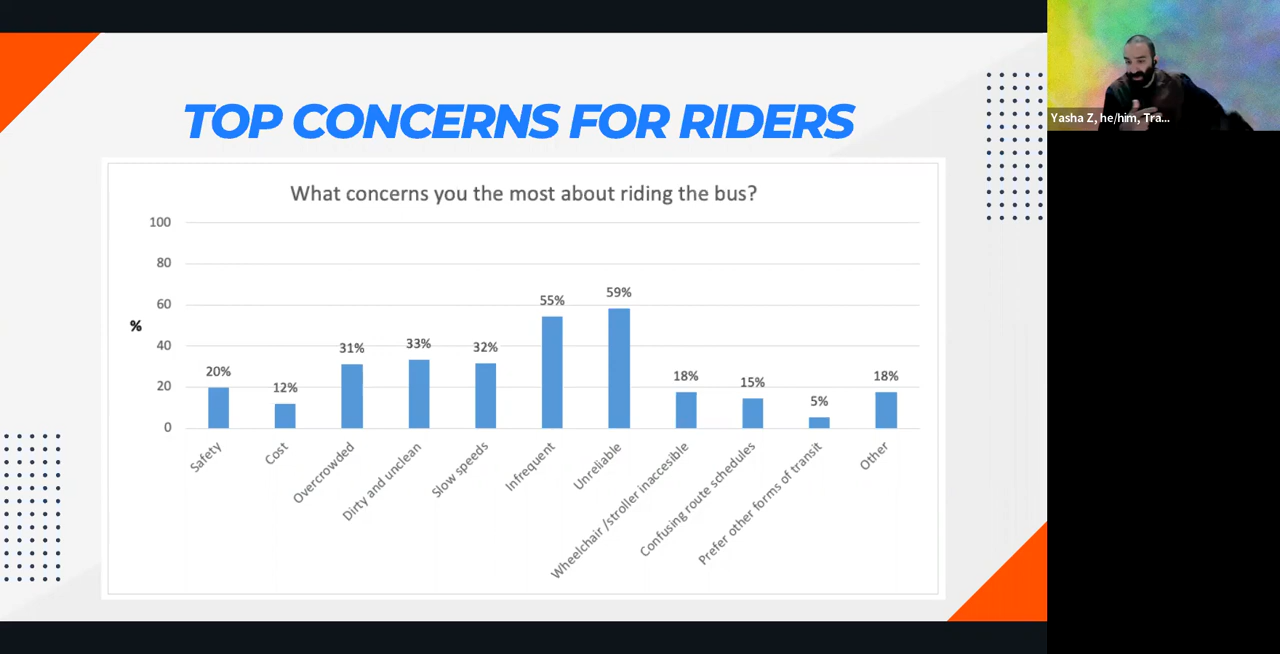 TOP CONCERNS FOR RIDERS
What concerns you the most about riding the bus?
100
80
60
40
20
0
%
20%
12%
31%
33%
32%
55%
59%
18%
15%
5%
18%
Safety
Cost
Overcrowded
Dirty and unclean
Slow speeds
Infrequent
Unreliable
Wheelchair /stroller inaccesible
Confusing route schedules
Prefer other forms of transit
Other
Yasha Z, he/him, Tra...